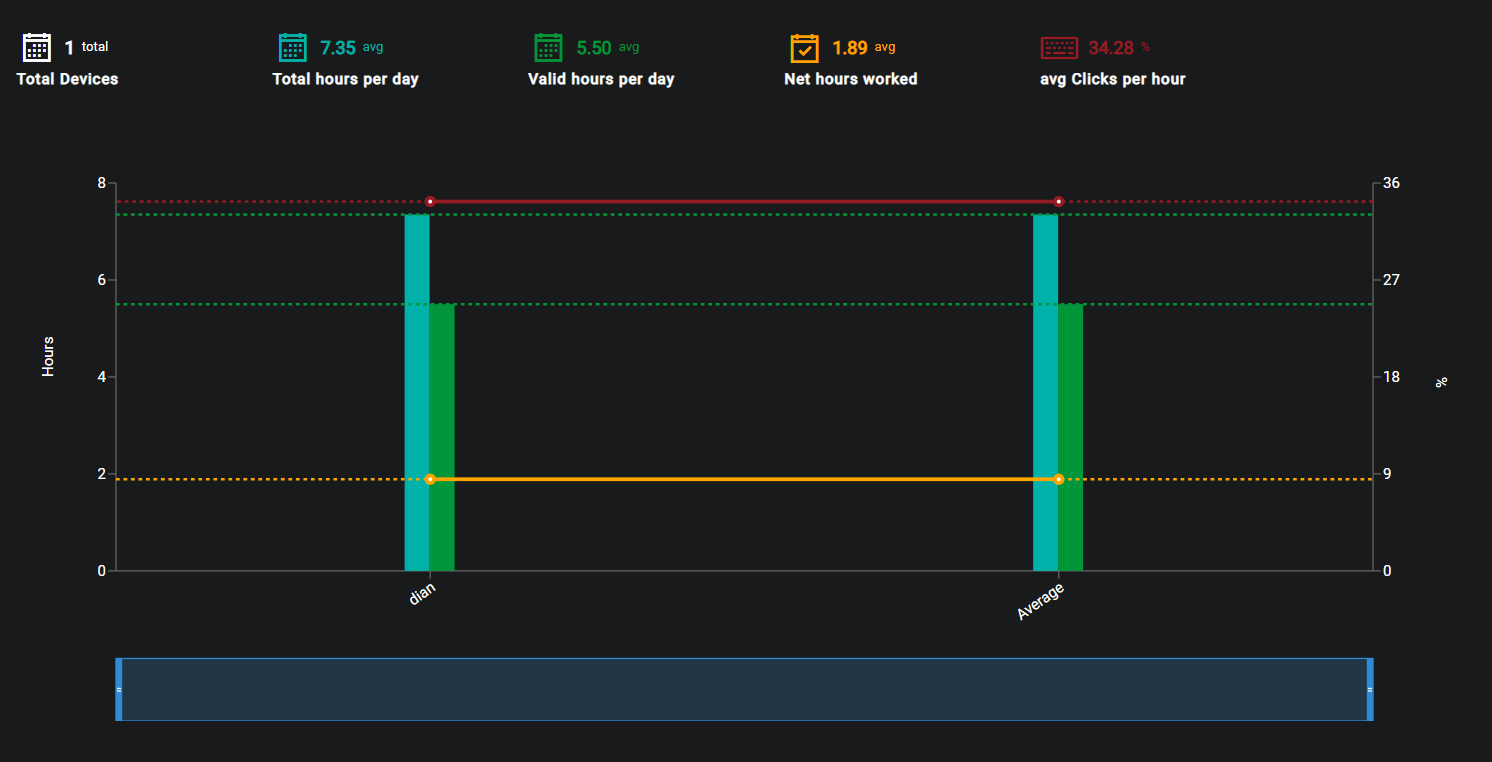 1 total
Total Devices
7.35 avg
Total hours per day
5.50 avg
Valid hours per day
1.89 avg
Net hours worked
34.28 %
avg Clicks per hour
8
6
4
2
0
Hours
36
27
18
9
0
%
dian
Average